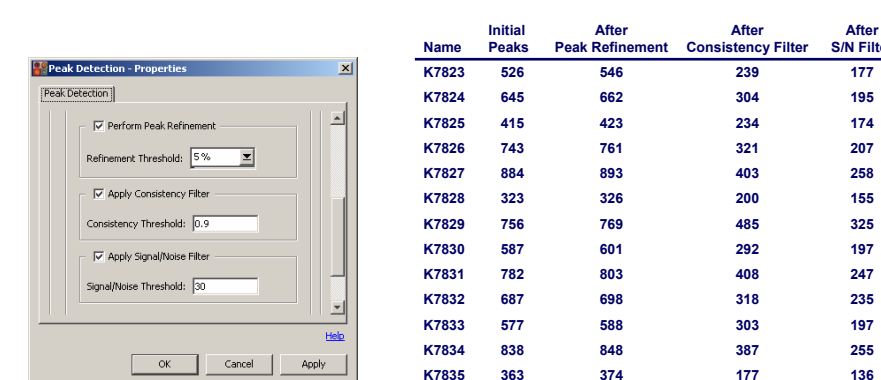 Peak Detection - Properties
Peak Detection
Perform Peak Refinement
Refinement Threshold: 5%
Apply Consistency Filter
Consistency Threshold: 0.9
Apply Signal/Noise Filter
Signal/Noise Threshold: 30
Help
OK Cancel Apply
Initial After After After
Name Peaks Peak Refinement Consistency Filter S/N Filt
K7823 526 546 239 177
K7824 645 662 304 195
K7825 415 423 234 174
K7826 743 761 321 207
K7827 884 893 403 258
K7828 323 326 200 155
K7829 756 769 485 325
K7830 587 601 292 197
K7831 782 803 408 247
K7832 687 698 318 235
K7833 577 588 303 197
K7834 838 848 387 255
K7835 363 374 177 136